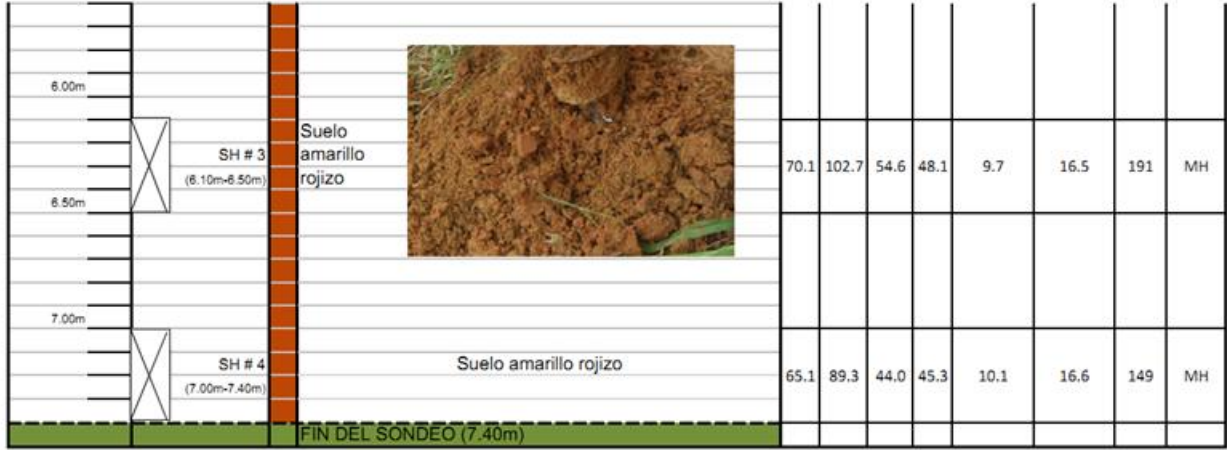 6.00m
SH # 3
(6.10m-6.50m)
Suelo
amarillo
rojizo
70.1 102.7 54.6 48.1 9.7 16.5 191 MH
6.50m
7.00m
SH # 4
(7.00m-7.40m)
Suelo amarillo rojizo
65.1 89.3 44.0 45.3 10.1 16.6 149 MH
FIN DEL SONDEO (7.40m)